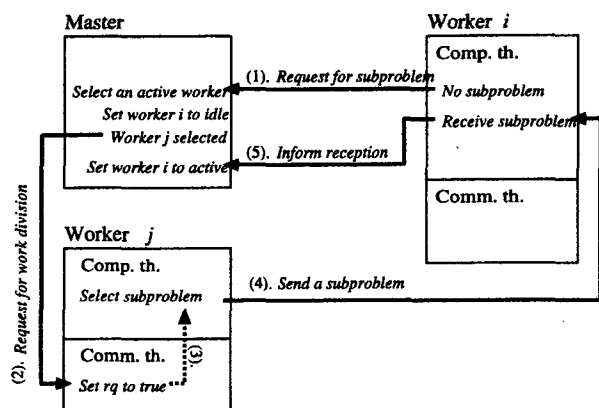 Master
Worker i
Comp. th.
Select an active worker
(1). Request for subproblem
No subproblem
Set worker i to idle
Worker j selected
Receive subproblem
Set worker i to active
(5). Inform reception
Comm. th.
Worker j
Comp. th.
Select subproblem
(4). Send a subproblem
(2). Request for work division
(3).
Comm. th.
Set rq to true